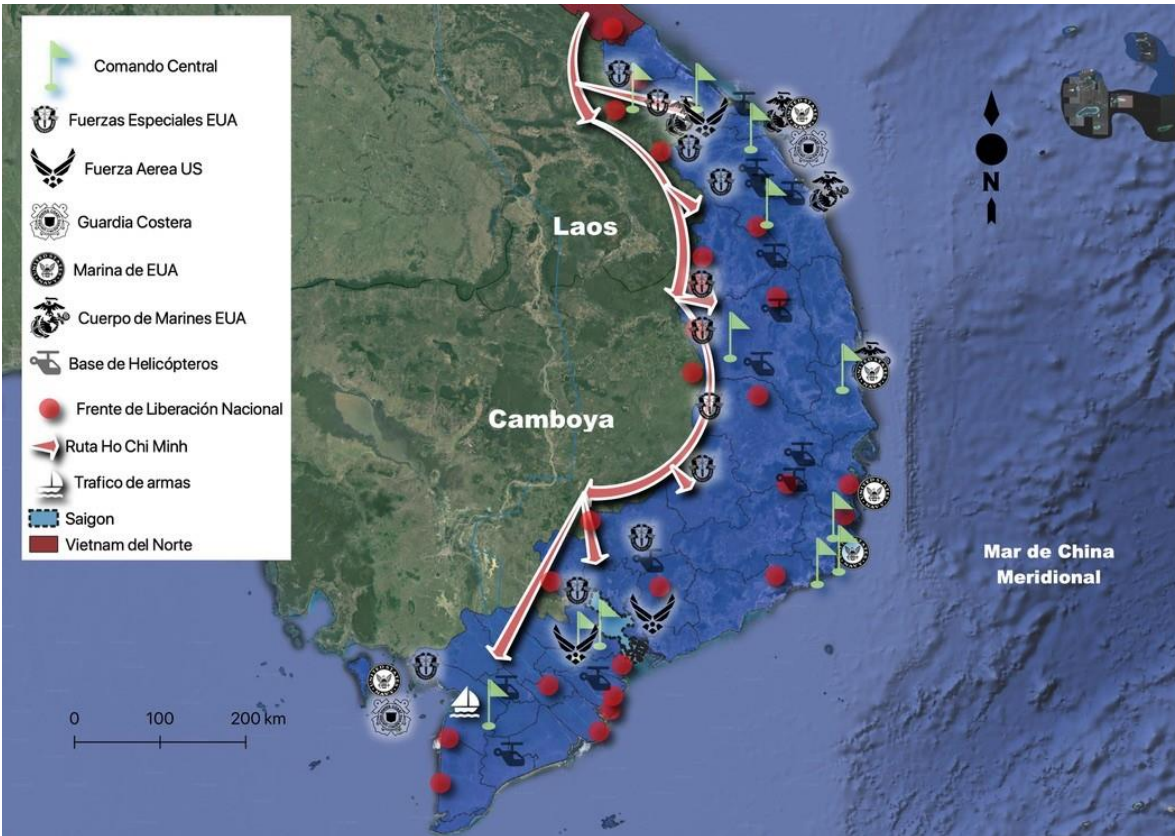 Comando Central
Fuerzas Especiales EUA
Fuerza Aerea US
Guardia Costera
Marina de EUA
Cuerpo de Marines EUA
Base de Helicópteros
Frente de Liberación Nacional
Ruta Ho Chi Minh
Trafico de armas
Saigon
Vietnam del Norte
N
Laos
Camboya
Mar de China
Meridional
0 100 200 km